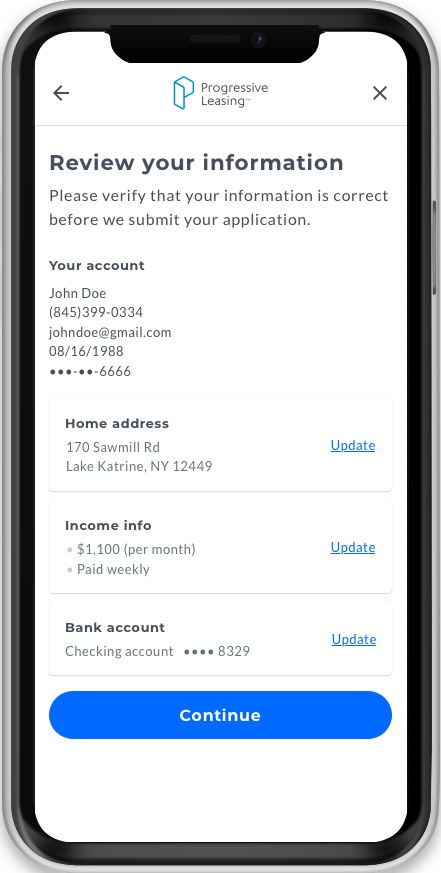 Progressive
Leasing™
Review your information
Please verify that your information is correct
before we submit your application.
Your account
John Doe
(845)399-0334
johndoe@gmail.com
08/16/1988
•••-••-6666
Home address
170 Sawmill Rd
Update
Lake Katrine, NY 12449
Income info
• $1,100 (per month)
Update
• Paid weekly
Bank account
Checking account •••• 8329
Update
Continue